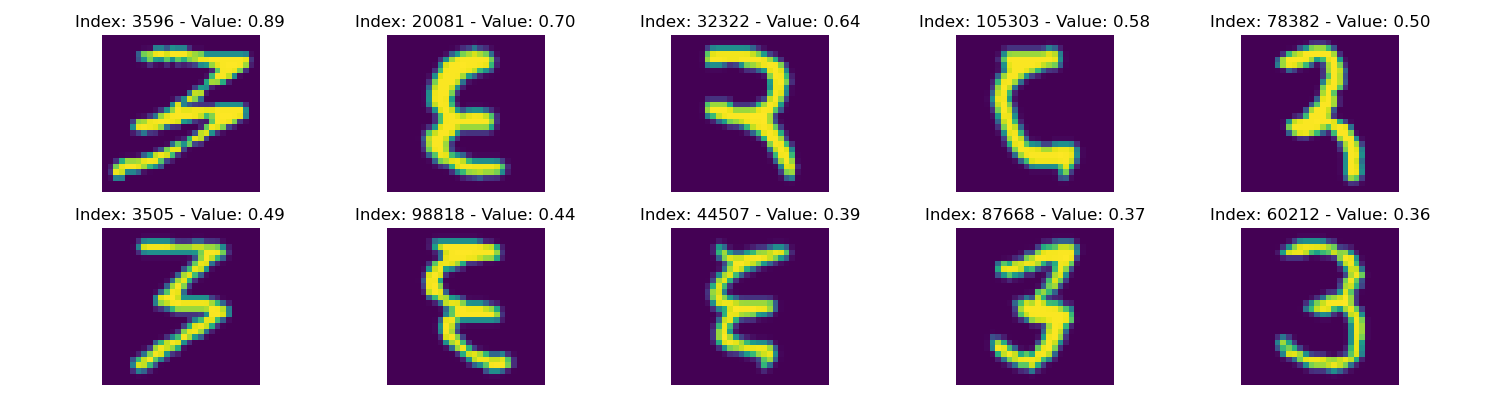 Index: 3596 - Value: 0.89 Index: 20081 - Value: 0.70 Index: 32322 - Value: 0.64 Index: 105303 - Value: 0.58 Index: 78382 - Value: 0.50
Index: 3505 - Value: 0.49 Index: 98818 - Value: 0.44 Index: 44507 - Value: 0.39 Index: 87668 - Value: 0.37 Index: 60212 - Value: 0.36